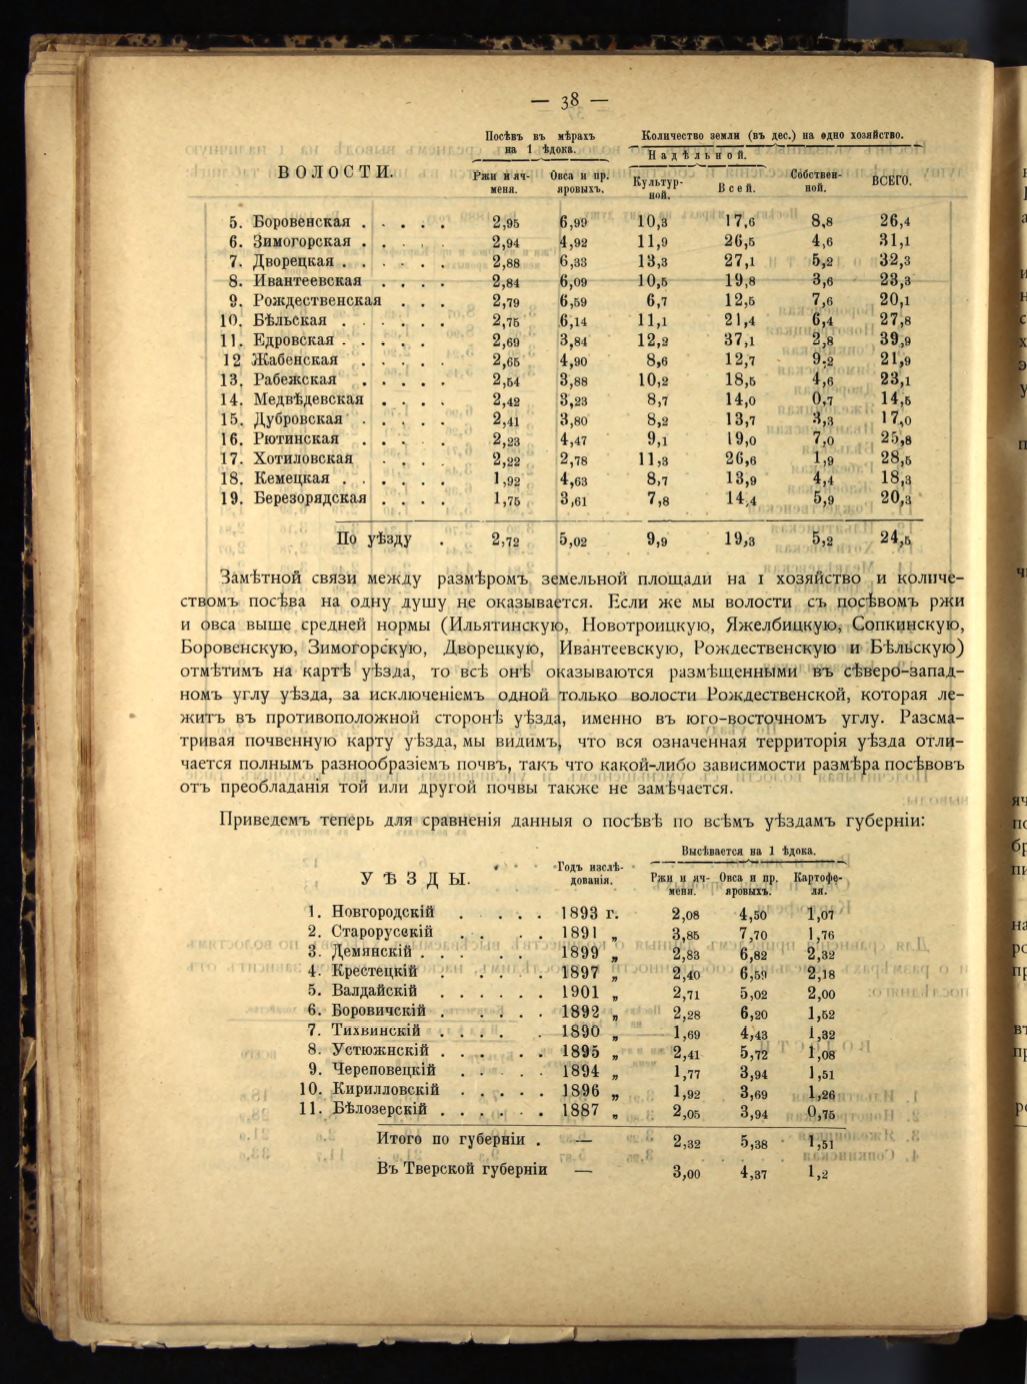 — 38 —
Посѣвъ въ мѣрахъ Количество земли (въ дес.) на одно хозяйство.
на 1 ѣдока.
Надѣльной.
ВОЛОСТИ. Ржи и яч- Овса и пр. Культур- Всей. Собствен- ВСЕГО.
меня. яровыхъ. ной. ной.
5. Боровенская . . . . . 2,95 6,99 10,3 17,6 8,8 26,4
6. Зимогорская . . . . . 2,94 4,92 11,9 26,5 4,6 31,1
7. Дворецкая . . . . . . 2,88 6,33 13,3 27,1 5,2 32,3
8. Ивантеевская . . . . 2,84 6,09 10,5 19,8 3,6 23,3
9. Рождественская . . . 2,79 6,59 6,7 12,5 7,6 20,1
10. Бѣльская . . . . . . 2,75 6,14 11,1 21,4 6,4 27,8
11. Едровская . . . . . 2,69 3,84 12,2 37,1 2,8 39,9
12 Жабенская . . . . . 2,65 4,90 8,6 12,7 9,2 21,9
13. Рабежская . . . . . 2,54 3,88 10,2 18,5 4,6 23,1
14. Медвѣдевская . . . . 2,42 3,23 8,7 14,0 0,7 14,5
15. Дубровская . . . . . 2,41 3,80 8,2 13,7 3,3 17,0
16. Рютинская . . . . . 2,23 4,47 9,1 19,0 7,0 25,8
17. Хотиловская . . . . 2,22 2,78 11,3 26,6 1,9 28,5
18. Кемецкая . . . . . . 1,92 4,63 8,7 13,9 4,4 18,3
19. Березорядская . . . . 1,75 3,61 7,8 14,4 5,9 20,3
По уѣзду . 2,72 5,02 9,9 19,3 5,2 24,5
Замѣтной связи между размѣромъ земельной площади на 1 хозяйство и количе-
ствомъ посѣва на одну душу не оказывается. Если же мы волости съ посѣвомъ ржи
и овса выше средней нормы (Ильятинскую, Новотроицкую, Яжелбицкую, Сопкинскую,
Боровенскую, Зимогорскую, Дворецкую, Ивантеевскую, Рождественскую и Бѣльскую)
отмѣтимъ на картѣ уѣзда, то всѣ онѣ оказываются размѣщенными въ сѣверо-запад-
номъ углу уѣзда, за исключеніемъ одной только волости Рождественской, которая ле-
житъ въ противоположной сторонѣ уѣзда, именно въ юго-восточномъ углу. Разсма-
тривая почвенную карту уѣзда, мы видимъ, что вся означенная территорія уѣзда отли-
чается полнымъ разнообразіемъ почвъ, такъ что какой-либо зависимости размѣра посѣвовъ
отъ преобладанія той или другой почвы также не замѣчается.
Приведемъ теперь для сравненія данныя о посѣвѣ по всѣмъ уѣздамъ губерніи:
Высѣвается на 1 ѣдока.
УѢЗДЫ. Годъ изслѣ- Ржи и яч- Овса и пр. Картофе-
дованія. меня. яровыхъ. ля.
1. Новгородскій . . . . . 1893 г. 2,08 4,50 1,07
2. Старорусскій . . . . 1891 „ 3,85 7,70 1,76
3. Демянскій . . . . . 1899 „ 2,83 6,82 2,32
4. Крестецкій . . . . . 1897 „ 2,40 6,59 2,18
5. Валдайскій . . . . . . 1901 „ 2,71 5,02 2,00
6. Боровичскій . . . . . 1892 „ 2,28 6,20 1,52
7. Тихвинскій . . . . . 1890 „ 1,69 4,43 1,32
8. Устюжнскій . . . . . 1895 „ 2,41 5,72 1,08
9. Череповецкій . . . . . 1894 „ 1,77 3,94 1,51
10. Кирилловскій . . . . . 1896 „ 1,92 3,69 1,26
11. Бѣлозерскій . . . . . . 1887 „ 2,05 3,94 0,75
Итого по губерніи . — 2,32 5,38 1,51
Въ Тверской губерніи — 3,00 4,37 1,2